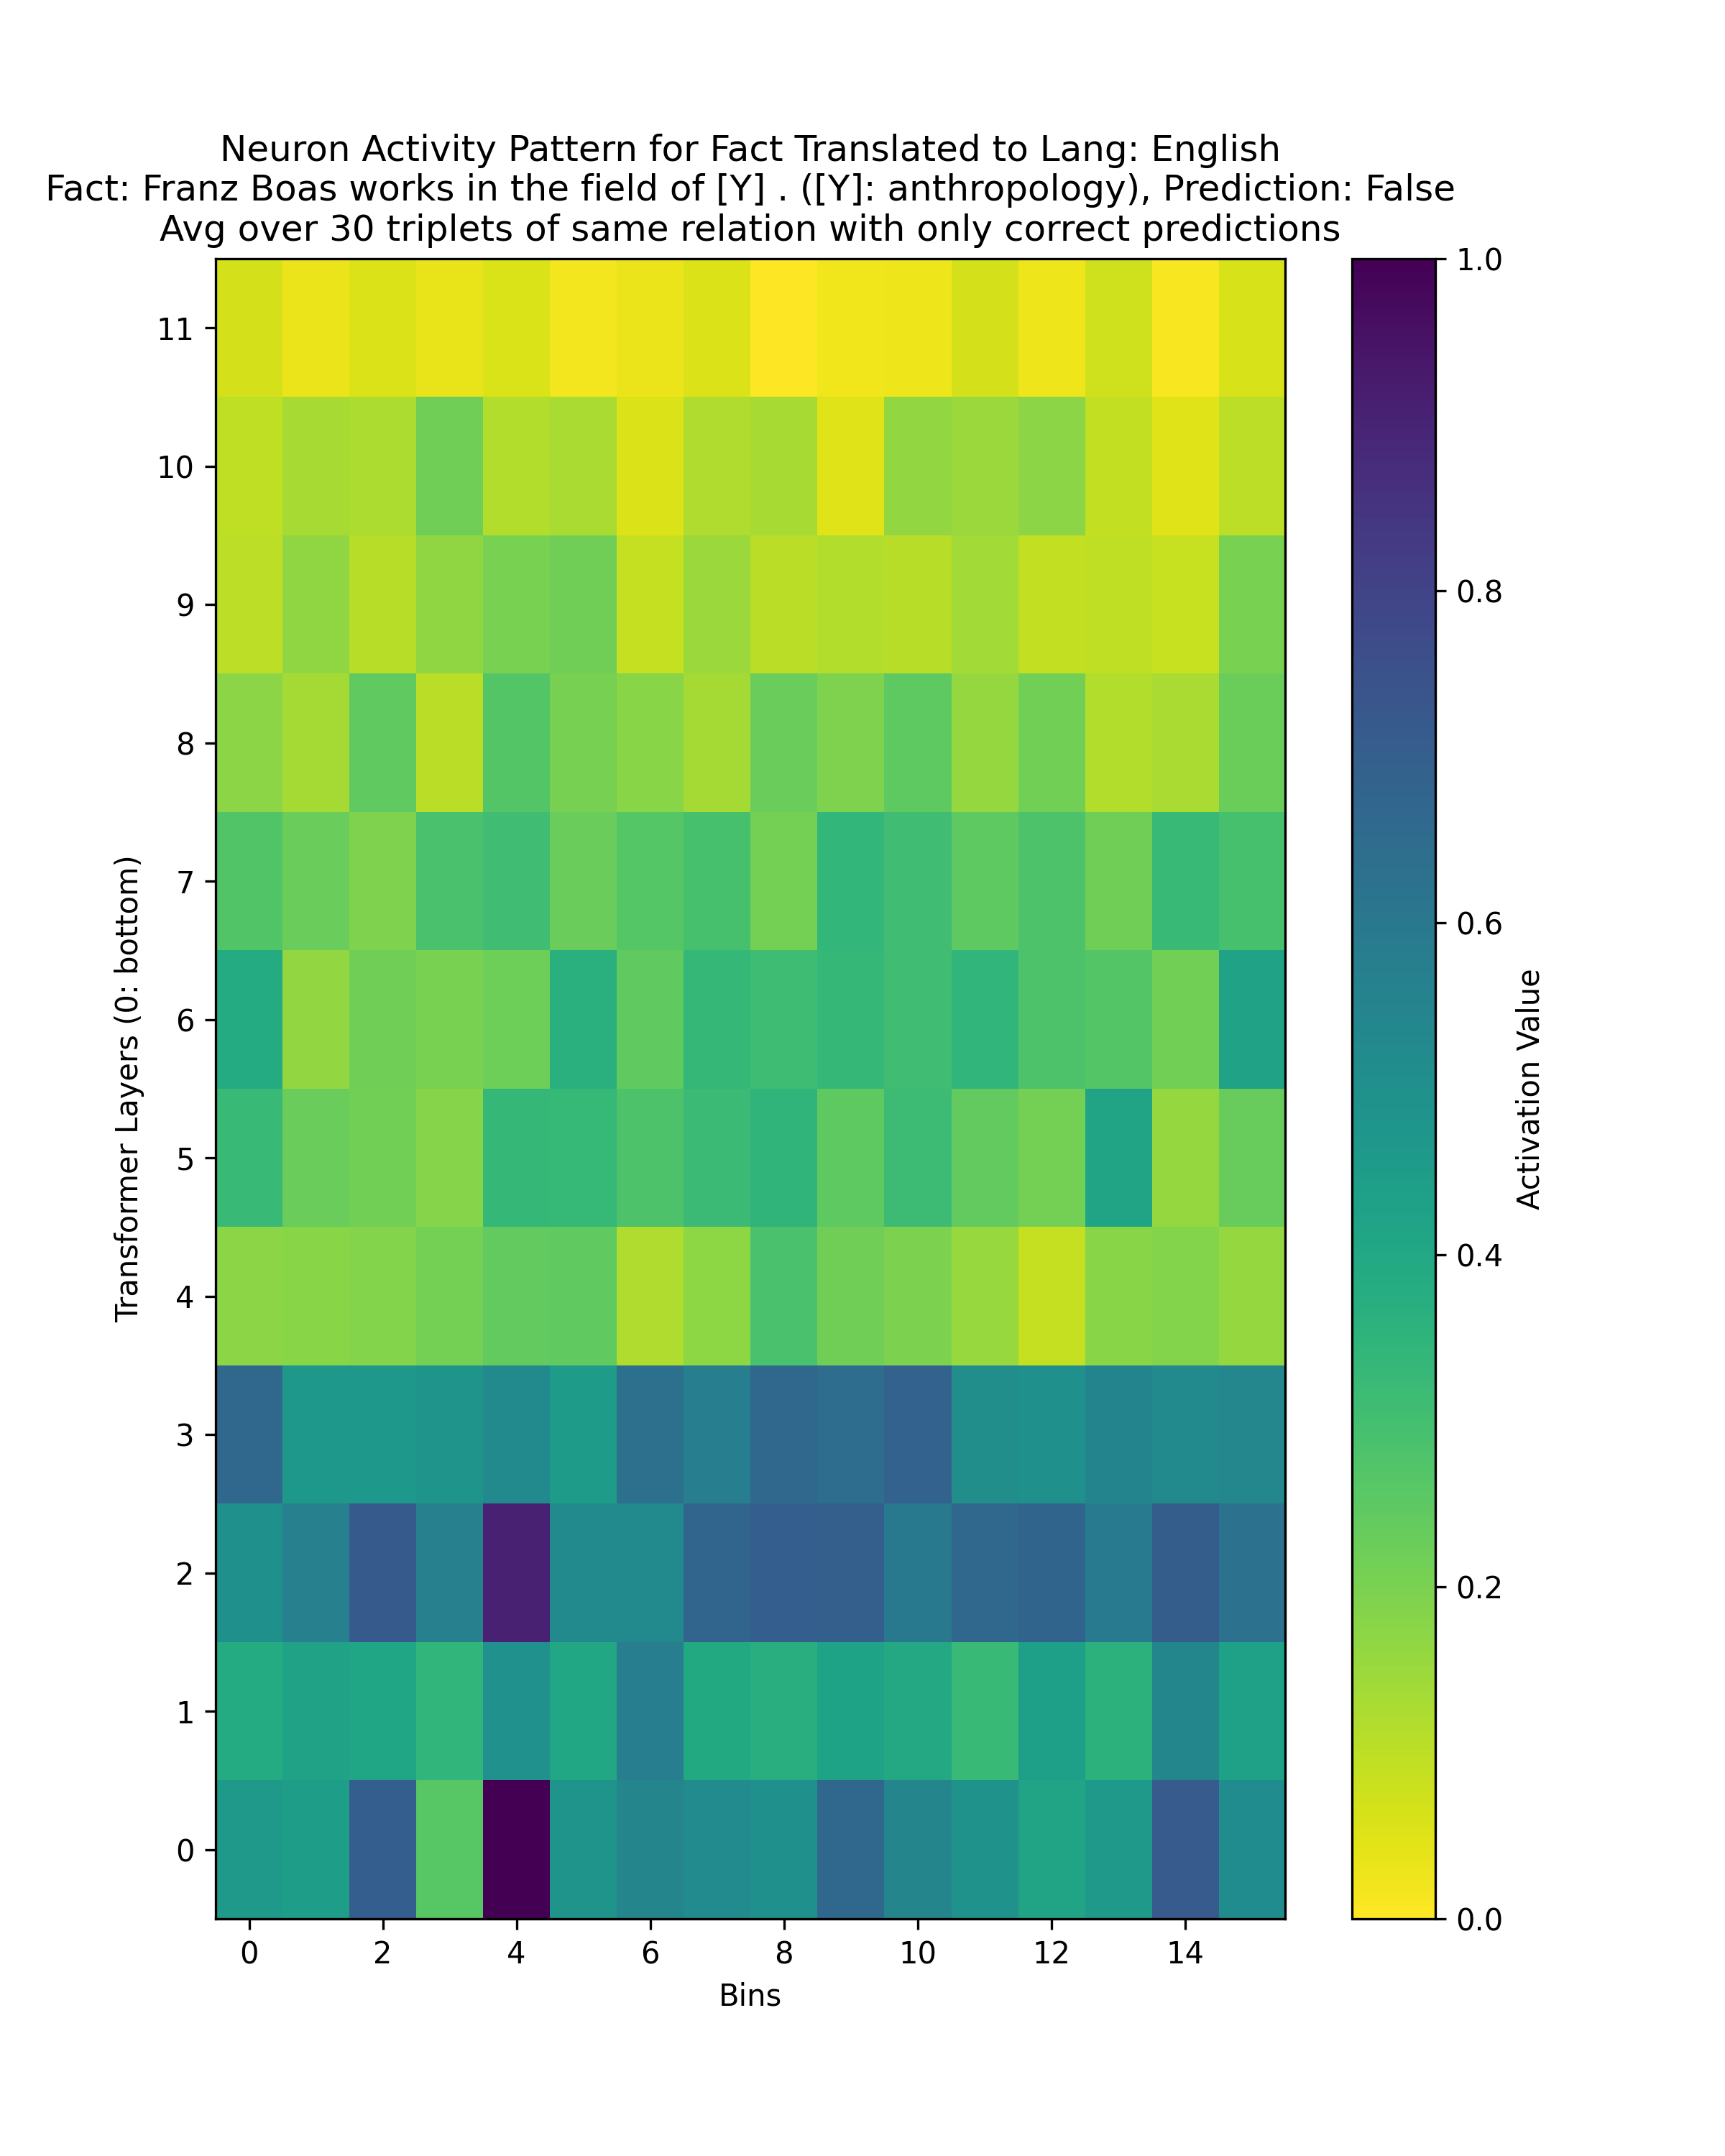 Neuron Activity Pattern for Fact Translated to Lang: English
Fact: Franz Boas works in the field of [Y] . ([Y]: anthropology), Prediction: False
Avg over 30 triplets of same relation with only correct predictions
Transformer Layers (0: bottom)
11
10
9
8
7
6
5
4
3
2
1
0
0 2 4 6 8 10 12 14
Bins
1.0
0.8
0.6
0.4
0.2
0.0
Activation Value